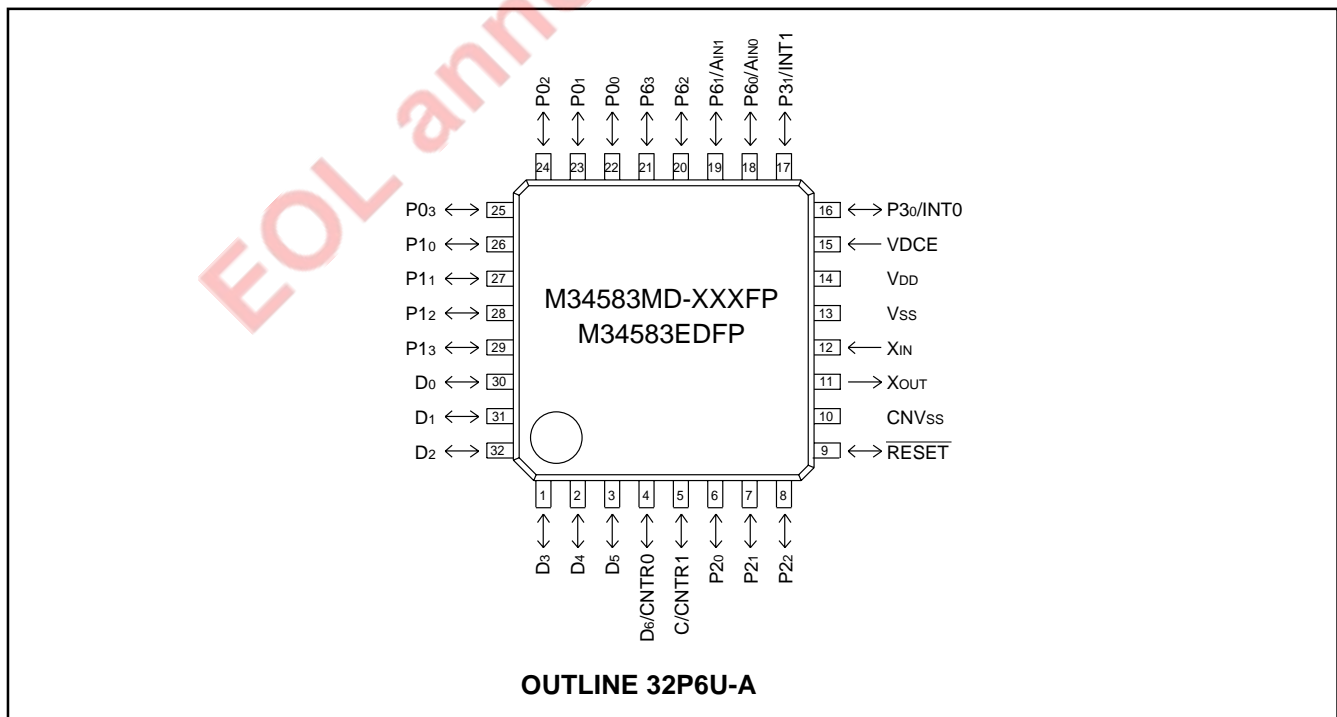 EOL anno
P02
P01
P00
P63
P62
P61/AIN1
P60/AIN0
P31/INT1
24
23
22
21
20
19
18
17
P03
25
P10
26
P11
27
P12
28
P13
29
D0
30
D1
31
D2
32
M34583MD-XXXFP
M34583EDFP
16
P30/INT0
15
VDCE
14
VDD
13
VSS
12
XIN
11
XOUT
10
CNVSS
9
RESET
1
2
3
4
5
6
7
8
D3
D4
D5
D6/CNTR0
C/CNTR1
P20
P21
P22
OUTLINE 32P6U-A